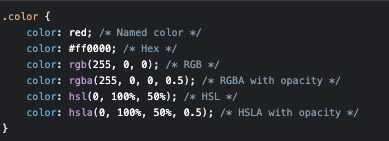 .color {
    color: red; /* Named color */
    color: #ff0000; /* Hex */
    color: rgb(255, 0, 0); /* RGB */
    color: rgba(255, 0, 0, 0.5); /* RGBA with opacity */
    color: hsl(0, 100%, 50%); /* HSL */
    color: hsla(0, 100%, 50%, 0.5); /* HSLA with opacity */
}